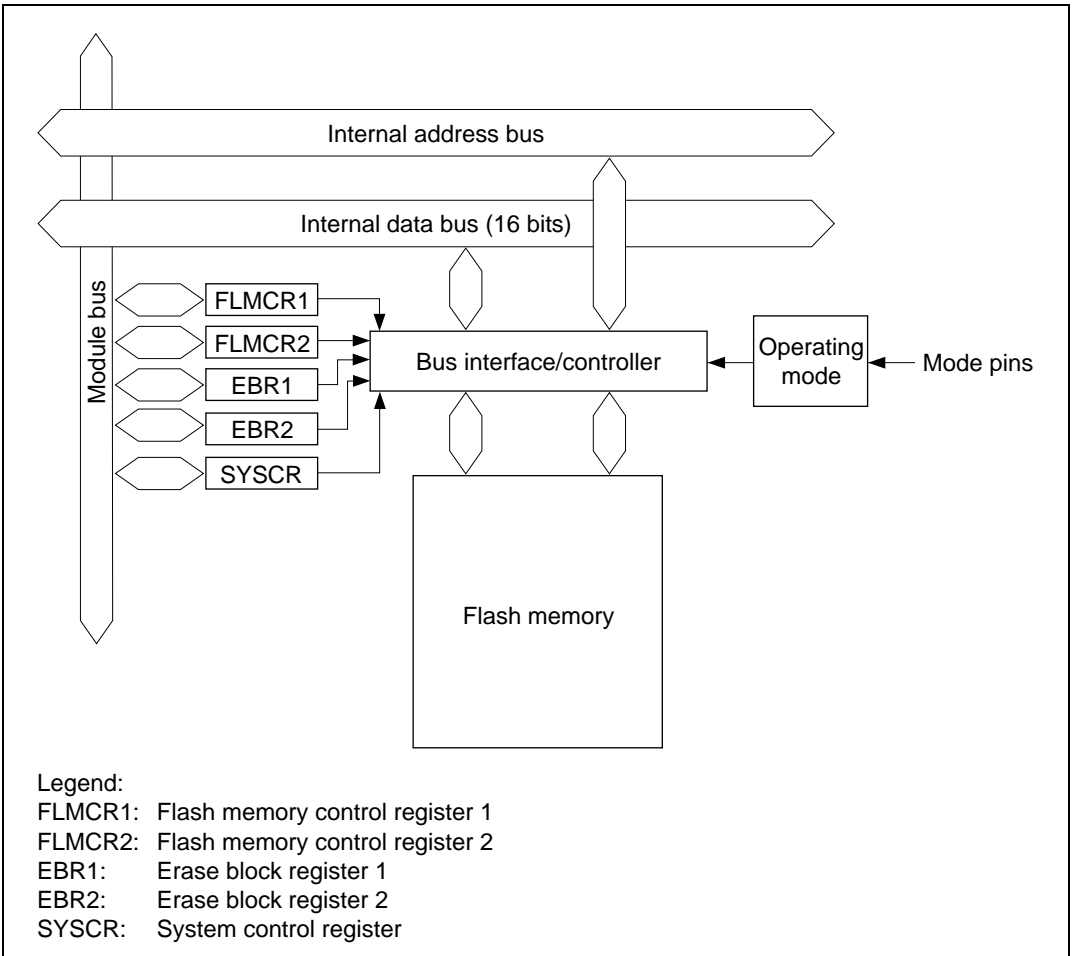 Internal address bus
Internal data bus (16 bits)
Module bus
FLMCR1
FLMCR2
EBR1
EBR2
SYSCR
Bus interface/controller
Operating
mode
Mode pins
Flash memory
Legend:
FLMCR1: Flash memory control register 1
FLMCR2: Flash memory control register 2
EBR1: Erase block register 1
EBR2: Erase block register 2
SYSCR: System control register